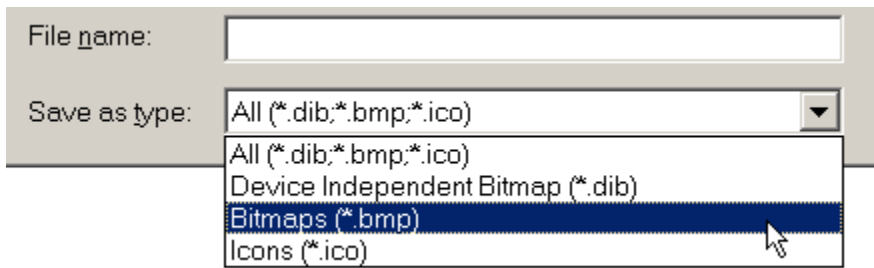 File name:
Save as type: All (*.dib;*.bmp;*.ico)
All (*.dib;*.bmp;*.ico)
Device Independent Bitmap (*.dib)
Bitmaps (*.bmp)
Icons (*.ico)